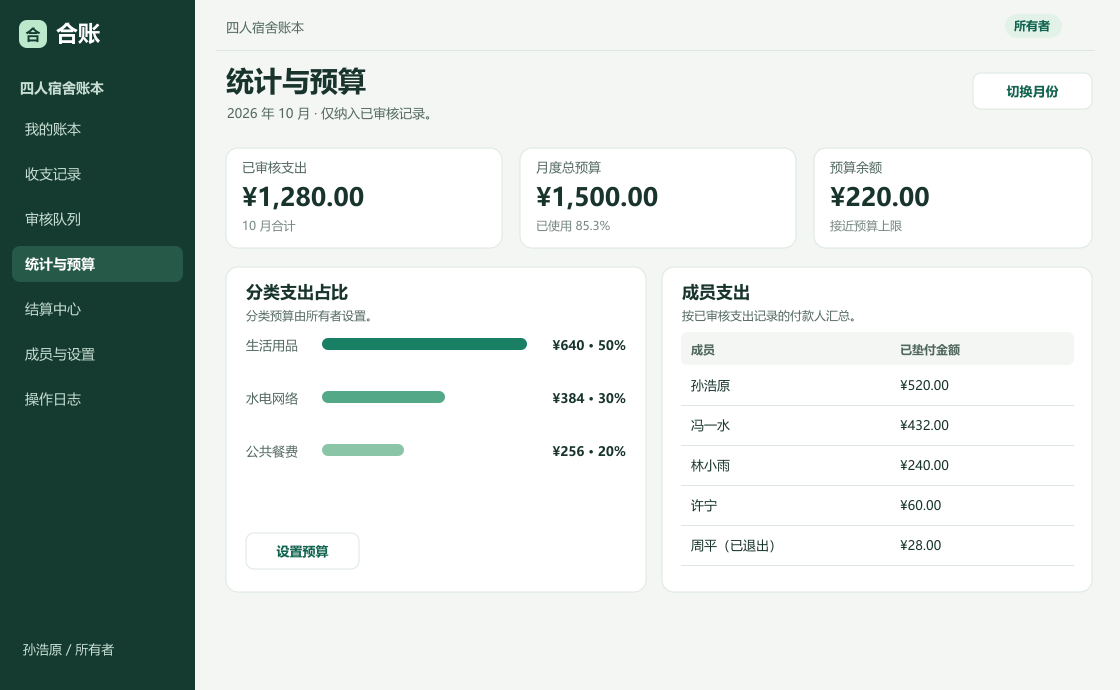 合 合账
四人宿舍账本
我的账本
收支记录
审核队列
统计与预算
结算中心
成员与设置
操作日志
孙浩原 / 所有者
四人宿舍账本
所有者
统计与预算
2026 年 10 月 · 仅纳入已审核记录。
切换月份
已审核支出
¥1,280.00
10 月合计
月度总预算
¥1,500.00
已使用 85.3%
预算余额
¥220.00
接近预算上限
分类支出占比
分类预算由所有者设置。
生活用品 ¥640 • 50%
水电网络 ¥384 • 30%
公共餐费 ¥256 • 20%
设置预算
成员支出
按已审核支出记录的付款人汇总。
成员 已垫付金额
孙浩原 ¥520.00
冯一水 ¥432.00
林小雨 ¥240.00
许宁 ¥60.00
周平（已退出） ¥28.00